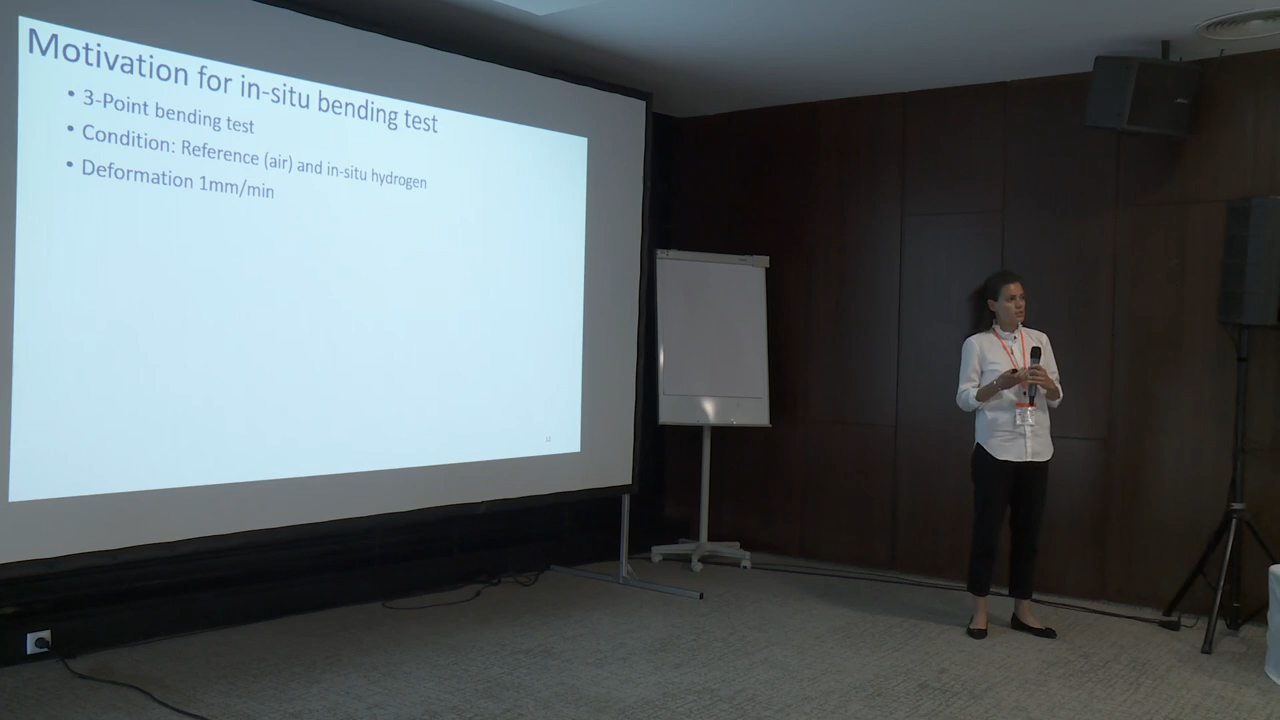 Motivation for in-situ bending test
• 3-Point bending test
• Condition: Reference (air) and in-situ hydrogen
• Deformation 1mm/min